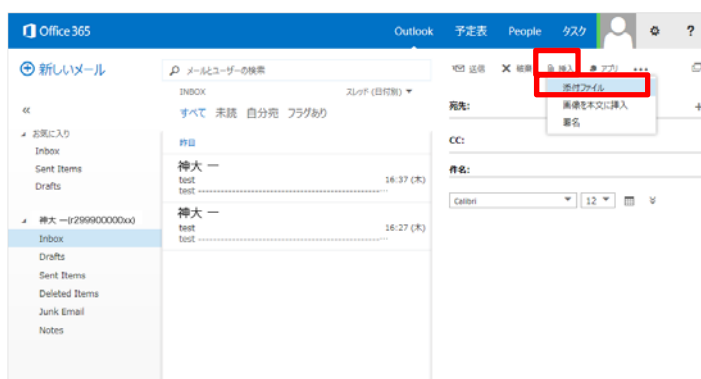 Office 365
Outlook 予定表 People タスク ?
新しいメール
メールとユーザーの検索
送信 破棄 挿入 アプリ •••
添付ファイル
画像を本文に挿入
署名
INBOX スレッド (日付別)
すべて 未読 自分宛 フラグあり
«
お気に入り
Inbox
Sent Items
Drafts
昨日
神大 一
test 16:37 (木)
test
神大 一
test 16:27 (木)
test
神大 一(r299900000xx)
Inbox
Drafts
Sent Items
Deleted Items
Junk Email
Notes
宛先: +
CC:
件名:
Calibri 12